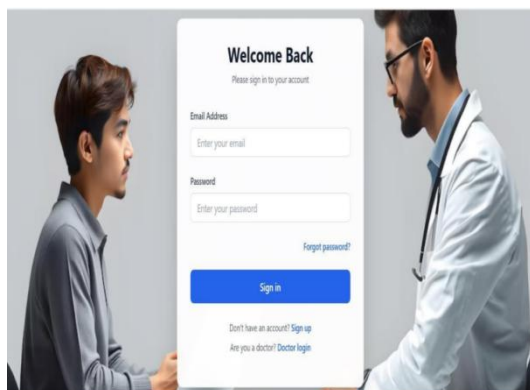 Welcome Back
Please sign in to your account
Email Address
Enter your email
Password
Enter your password
Forgot password?
Sign in
Don't have an account? Sign up
Are you a doctor? Doctor login